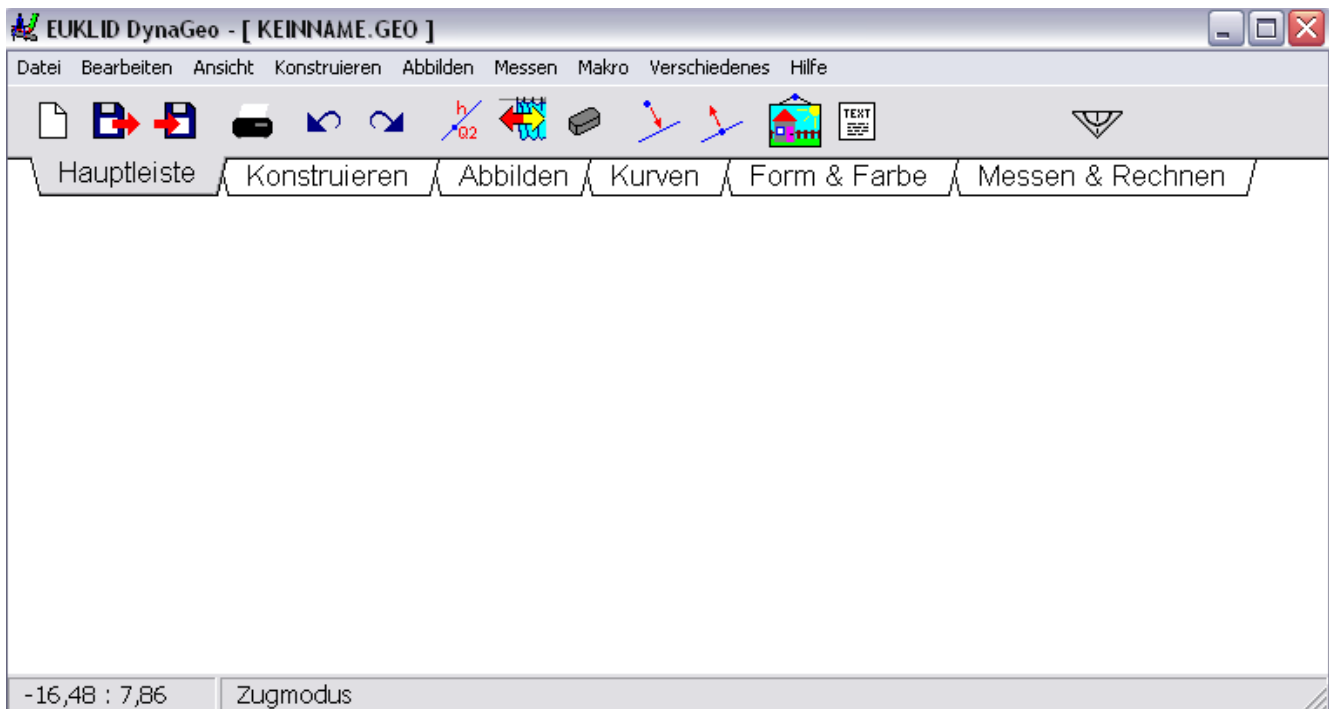 EUKLID DynaGeo - [ KEINNAME.GEO ]
Datei Bearbeiten Ansicht Konstruieren Abbilden Messen Makro Verschiedenes Hilfe
h Q2 TEXT
Hauptleiste Konstruieren Abbilden Kurven Form & Farbe Messen & Rechnen
-16,48 : 7,86 Zugmodus